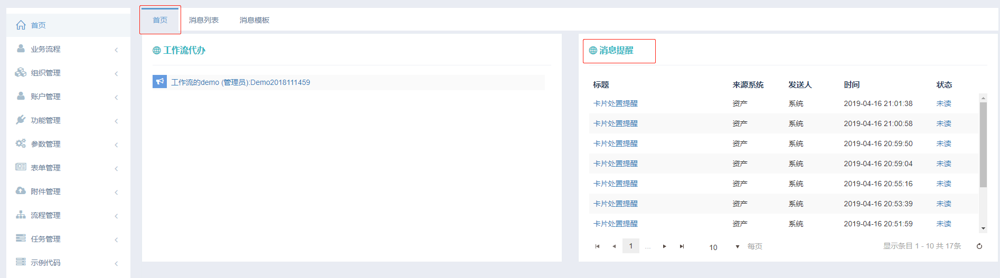 首页
业务流程
组织管理
账户管理
功能管理
参数管理
表单管理
附件管理
流程管理
任务管理
示例代码
首页 消息列表 消息模板
工作流代办
工作流的demo (管理员):Demo2018111459
消息提醒
标题 来源系统 发送人 时间 状态
卡片处置提醒 资产 系统 2019-04-16 21:01:38 未读
卡片处置提醒 资产 系统 2019-04-16 21:00:58 未读
卡片处置提醒 资产 系统 2019-04-16 20:59:50 未读
卡片处置提醒 资产 系统 2019-04-16 20:59:04 未读
卡片处置提醒 资产 系统 2019-04-16 20:55:16 未读
卡片处置提醒 资产 系统 2019-04-16 20:53:39 未读
卡片处置提醒 资产 系统 2019-04-16 20:51:59 未读
1 ... 10 每页 显示条目 1 - 10 共 17条